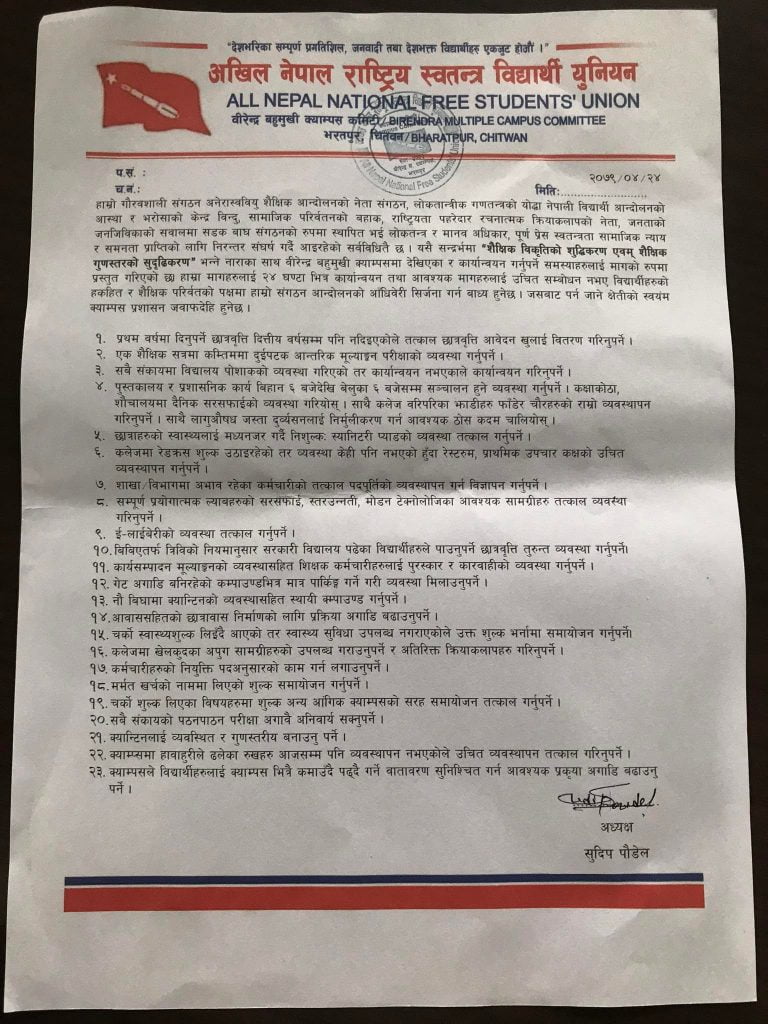 "देशभरिका सम्पूर्ण प्रगतिशिल, जनवादी तथा देशभक्त विद्यार्थीहरु एकजुट होऔं ।"
अखिल नेपाल राष्ट्रिय स्वतन्त्र विद्यार्थी युनियन
ALL NEPAL NATIONAL FREE STUDENTS' UNION
वीरेन्द्र बहुमुखी क्याम्पस कमिटी/ BIRENDRA MULTIPLE CAMPUS COMMITTEE
भरतपुर, चितवन/BHARATPUR, CHITWAN
प.सं. :
च.नं.:
२०७९/०४/२४
मितिः
हाम्रो गौरवशाली संगठन अनेरास्ववियु शैक्षिक आन्दोलनको नेता संगठन, लोकतान्त्रीक गणतन्त्रको योद्धा नेपाली विद्यार्थी आन्दोलनको
आस्था र भरोसाको केन्द्र विन्दु, सामाजिक परिवर्तनको बहाक, राष्ट्रियता पहरेदार रचनात्मक क्रियाकलापको नेता, जनताको
जनजिविकाको सवालमा सडक बाघ संगठनको रुपमा स्थापित भई लोकतन्त्र र मानव अधिकार, पूर्ण प्रेस स्वतन्त्रता सामाजिक न्याय
र समनता प्राप्तिको लागि निरन्तर संघर्ष गर्दै आइरहेको सर्वविधितै छ । यसै सन्दर्भमा "शैक्षिक विकृतिको शुद्धिकरण एवम् शैक्षिक
गुणस्तरको सुदृढिकरण" भन्ने नाराका साथ वीरेन्द्र बहुमुखी क्याम्पसमा देखिएका र कार्यान्वयन गर्नुपर्ने समस्याहरुलाई मागको रुपमा
प्रस्तुत गरिएको छ। हाम्रा मागहरुलाई २४ घण्टा भित्र कार्यान्वयन तथा आवश्यक मागहरुलाई उचित सम्बोधन नभए विद्यार्थीहरुको
हकहित र शैक्षिक परिवर्तको पक्षमा हाम्रो संगठन आन्दोलनको आँधिवेरी सिर्जना गर्न बाध्य हुनेछ । जसबाट पर्न जाने क्षेतीको स्वयंम
क्याम्पस प्रशासन जवाफदेहि हुनेछ ।
१. प्रथम वर्षमा दिनुपर्ने छात्रवृत्ति दित्तीय वर्षसम्म पनि नदिइएकोले तत्काल छात्रवृत्ति आवेदन खुलाई वितरण गरिनुपर्ने ।
२. एक शैक्षिक सत्रमा कम्तिममा दुईपटक आन्तरिक मूल्याङ्कन परीक्षाको व्यवस्था गर्नुपर्ने ।
३. सबै संकायमा विद्यालय पोशाकको व्यवस्था गरिएको तर कार्यान्वयन नभएकाले कार्यान्वयन गरिनुपर्ने ।
४. पुस्तकालय र प्रशासनिक कार्य बिहान ६ बजेदेखि बेलुका ६ बजेसम्म सञ्चालन हुने व्यवस्था गर्नुपर्ने । कक्षाकोठा,
शौचालयमा दैनिक सरसफाईको व्यवस्था गरियोस् । साथै कलेज वरिपरिका झाडीहरु फाँडेर चौरहरुको राम्रो व्यवस्थापन
गरिनुपर्ने । साथै लागुऔषध जस्ता दुर्व्यसनलाई निर्मूलीकरण गर्न आवश्यक ठोस कदम चालियोस् ।
५. छात्राहरुको स्वास्थ्यलाई मध्यनजर गर्दै निशुल्कः स्यानिटरी प्याडको व्यवस्था तत्काल गर्नुपर्ने ।
६. कलेजमा रेडक्रस शुल्क उठाइरहेको तर व्यवस्था केही पनि नभएको हुँदा रेस्टरुम, प्राथमिक उपचार कक्षको उचित
व्यवस्थापन गर्नुपर्ने ।
७. शाखा/विभागमा अभाव रहेका कर्मचारीको तत्काल पदपूर्तिको व्यवस्थापन गर्न विज्ञापन गर्नुपर्ने ।
८. सम्पूर्ण प्रयोगात्मक ल्याबहरुको सरसफाई, स्तरउन्नती, मोडन टेक्नोलोजिका आवश्यक सामग्रीहरु तत्काल व्यवस्था
गरिनुपर्ने ।
९. ई-लाईबेरीको व्यवस्था तत्काल गर्नुपर्ने ।
१०. बिविएतर्फ त्रिविको नियमानुसार सरकारी विद्यालय पढेका विद्यार्थीहरुले पाउनुपर्ने छात्रवृत्ति तुरुन्त व्यवस्था गर्नुपर्ने।
११. कार्यसम्पादन मूल्याङ्कनको व्यवस्थासहित शिक्षक कर्मचारीहरुलाई पुरस्कार र कारवाहीको व्यवस्था गर्नुपर्ने ।
१२. गेट अगाडि बनिरहेको कम्पाउण्डभित्र मात्र पार्किङ्ग गर्ने गरी व्यवस्था मिलाउनुपर्ने ।
१३. नौ बिघामा क्यान्टिनको व्यवस्थासहित स्थायी क्म्पाउण्ड गर्नुपर्ने ।
१४. आवाससहितको छात्रावास निर्माणको लागि प्रक्रिया अगाडि बढाउनुपर्ने ।
१५. चर्को स्वास्थ्यशुल्क लिइँदै आएको तर स्वास्थ्य सुविधा उपलब्ध नगराएकोले उक्त शुल्क भर्नामा समायोजन गर्नुपर्ने।
१६. कलेजमा खेलकुदका अपुग सामग्रीहरुको उपलब्ध गराउनुपर्ने र अतिरिक्त क्रियाकलापहरु गरिनुपर्ने ।
१७. कर्मचारीहरुको नियुक्ति पदअनुसारको काम गर्न लगाउनुपर्ने ।
१८. मर्मत खर्चको नाममा लिएको शुल्क समायोजन गर्नुपर्ने ।
१९. चर्को शुल्क लिएका विषयहरुमा शुल्क अन्य आंगिक क्याम्पसको सरह समायोजन तत्काल गर्नुपर्ने ।
२०. सबै संकायको पठनपाठन परीक्षा अगावै अनिवार्य सक्नुपर्ने ।
२१. क्यान्टिनलाई व्यवस्थित र गुणस्तरीय बनाउनु पर्ने ।
२२. क्याम्प्समा हावाहुरीले ढलेका रुखहरु आजसम्म पनि व्यवस्थापन नभएकोले उचित व्यवस्थापन तत्काल गरिनुपर्ने ।
२३. क्याम्पसले विद्यार्थीहरुलाई क्याम्पस भित्रै कमाउँदै पढ्दै गर्ने वातावरण सुनिश्चित गर्न आवश्यक प्रकृया अगाडि बढाउनु
पर्ने ।
अध्यक्ष
सुदिप पौडेल